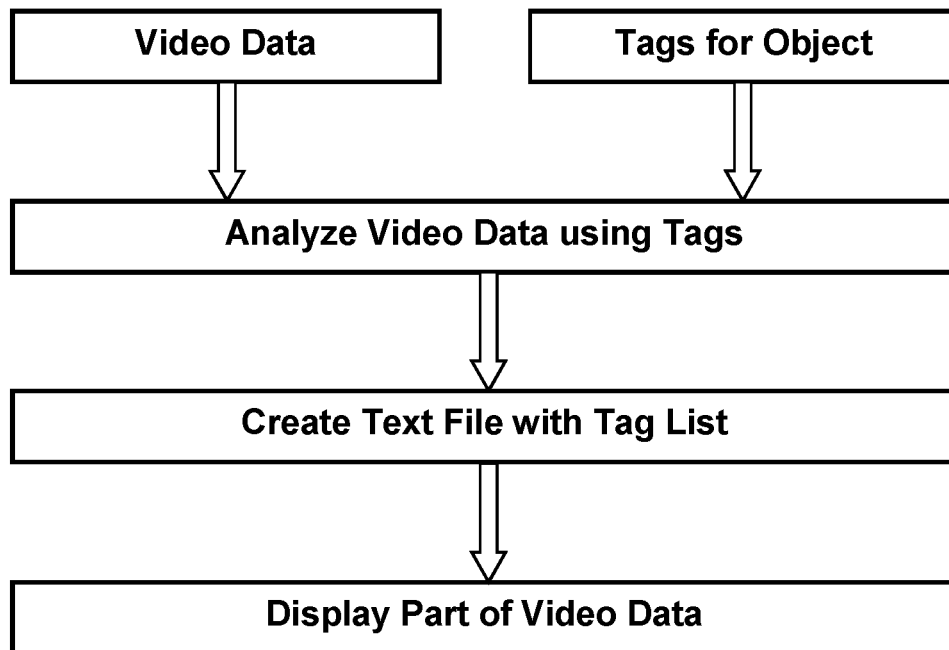 Video Data
Tags for Object
Analyze Video Data using Tags
Create Text File with Tag List
Display Part of Video Data